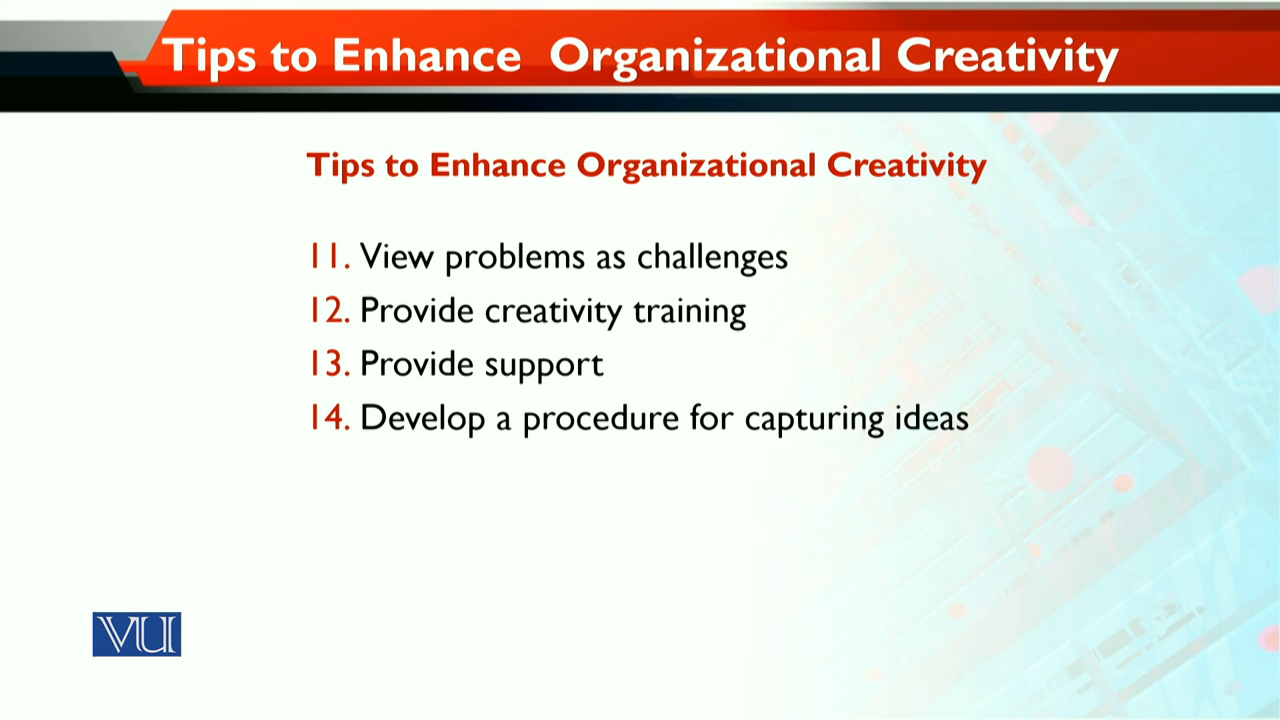 Tips to Enhance Organizational Creativity
Tips to Enhance Organizational Creativity
11. View problems as challenges
12. Provide creativity training
13. Provide support
14. Develop a procedure for capturing ideas
VU